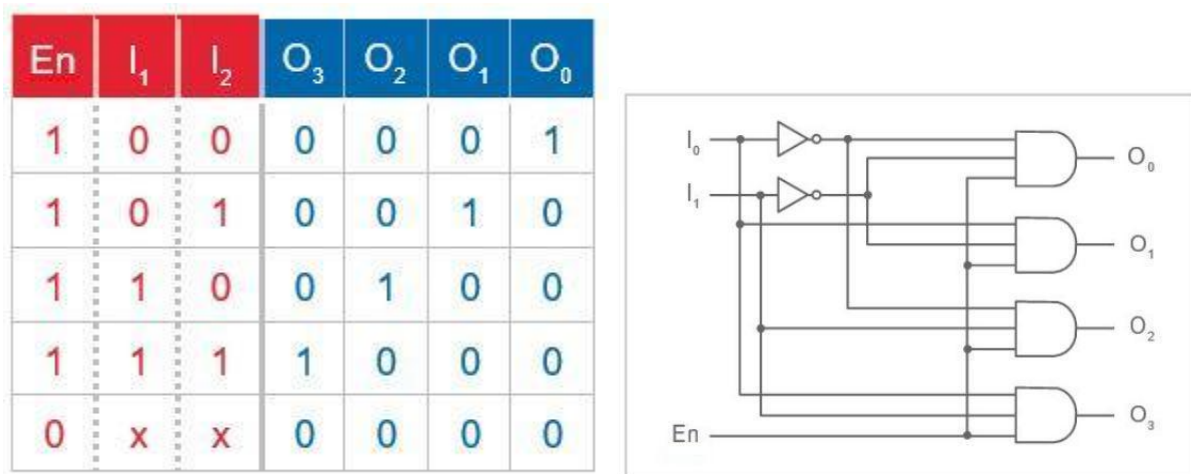 En I₁ I₂ O₃ O₂ O₁ O₀
1 0 0 0 0 0 1
1 0 1 0 0 1 0
1 1 0 0 1 0 0
1 1 1 1 0 0 0
0 x x 0 0 0 0
I₀
O₀
I₁
O₁
O₂
O₃
En